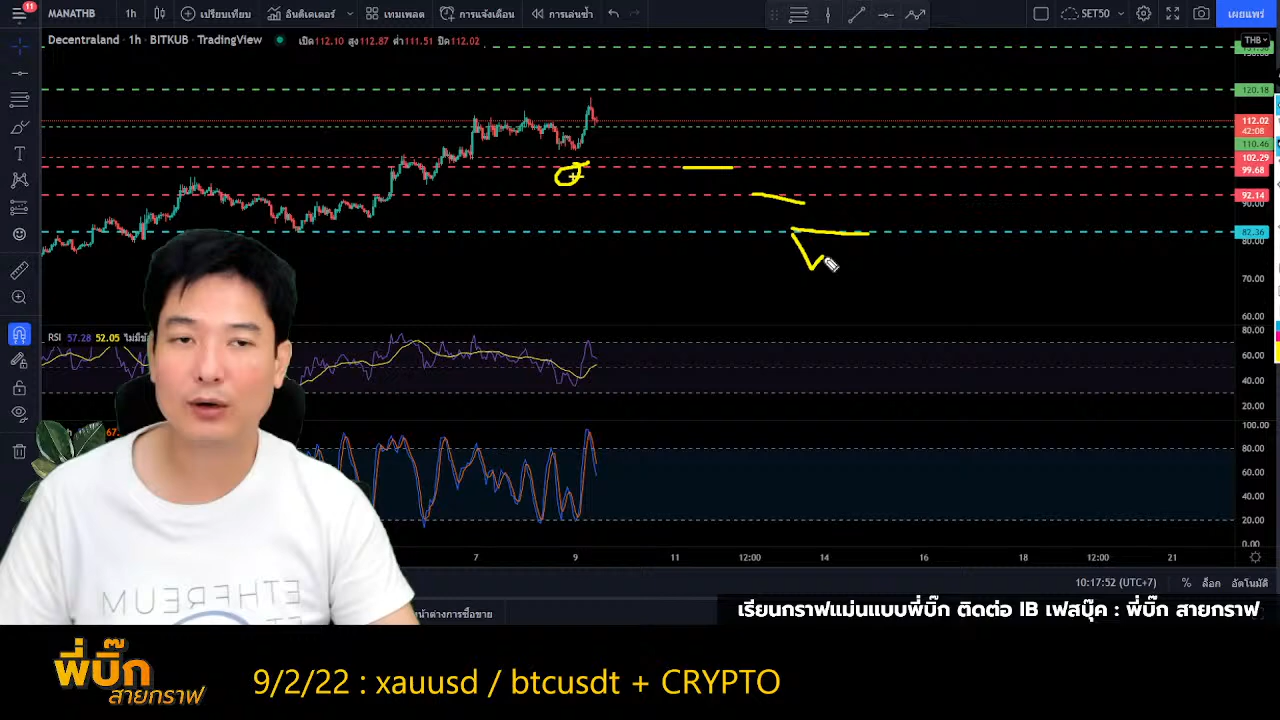 11
MANATHB 1h เปรียบเทียบ อินดิเคเตอร์ เทมเพลต การแจ้งเตือน การเล่นซ้ำ SET50 เผยแพร่
Decentraland · 1h · BITKUB · TradingView เปิด112.10 สูง112.87 ต่ำ111.51 ปิด112.02
THB
120.18
112.02
42:08
110.46
102.29
99.68
92.14
90.00
82.36
80.00
70.00
60.00
RSI 57.28 52.05
80.00
60.00
40.00
20.00
100.00
80.00
60.00
40.00
20.00
0.00
7 9 11 12:00 14 16 18 12:00 21
10:17:52 (UTC+7) % ล็อก อัตโนมัติ
ETHEREUM
เรียนกราฟแม่นแบบพี่บิ๊ก ติดต่อ IB เฟสบุ๊ค : พี่บิ๊ก สายกราฟ
พี่บิ๊ก
สายกราฟ
9/2/22 : xauusd / btcusdt + CRYPTO